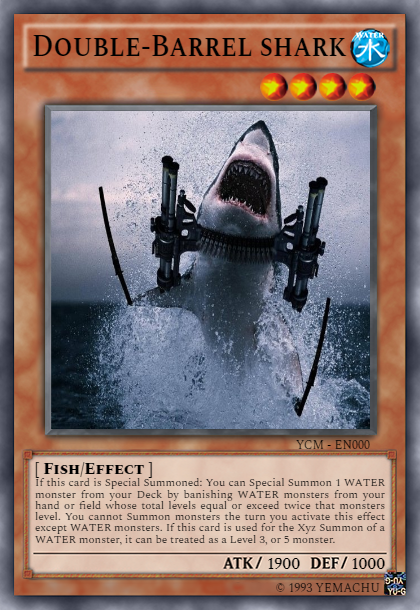 Double-Barrel shark
WATER
水
YCM - EN000
[ Fish/Effect ]
If this card is Special Summoned: You can Special Summon 1 WATER
monster from your Deck by banishing WATER monsters from your
hand or field whose total levels equal or exceed twice that monsters
level. You cannot Summon monsters the turn you activate this effect
except WATER monsters. If this card is used for the Xyz Summon of a
WATER monster, it can be treated as a Level 3, or 5 monster.
ATK/ 1900 DEF/ 1000
© 1993 YEMACHU